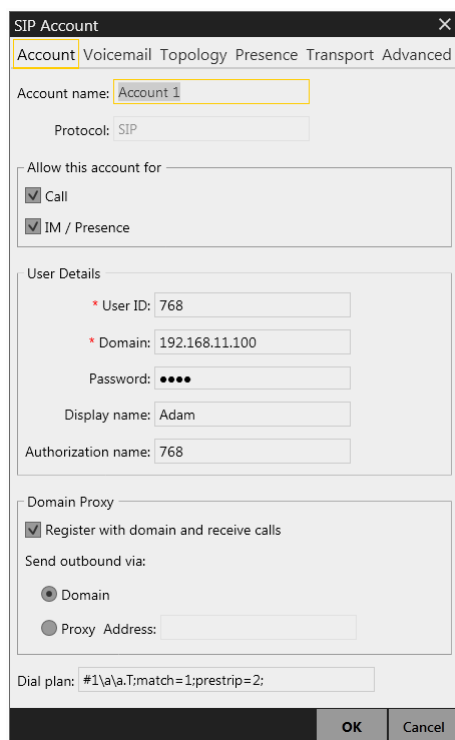 SIP Account
Account Voicemail Topology Presence Transport Advanced
Account name: Account 1
Protocol: SIP
Allow this account for
Call
IM / Presence
User Details
* User ID: 768
* Domain: 192.168.11.100
Password: ●●●●
Display name: Adam
Authorization name: 768
Domain Proxy
Register with domain and receive calls
Send outbound via:
Domain
Proxy Address:
Dial plan: #1\a\a.T;match=1;prestrip=2;
OK Cancel